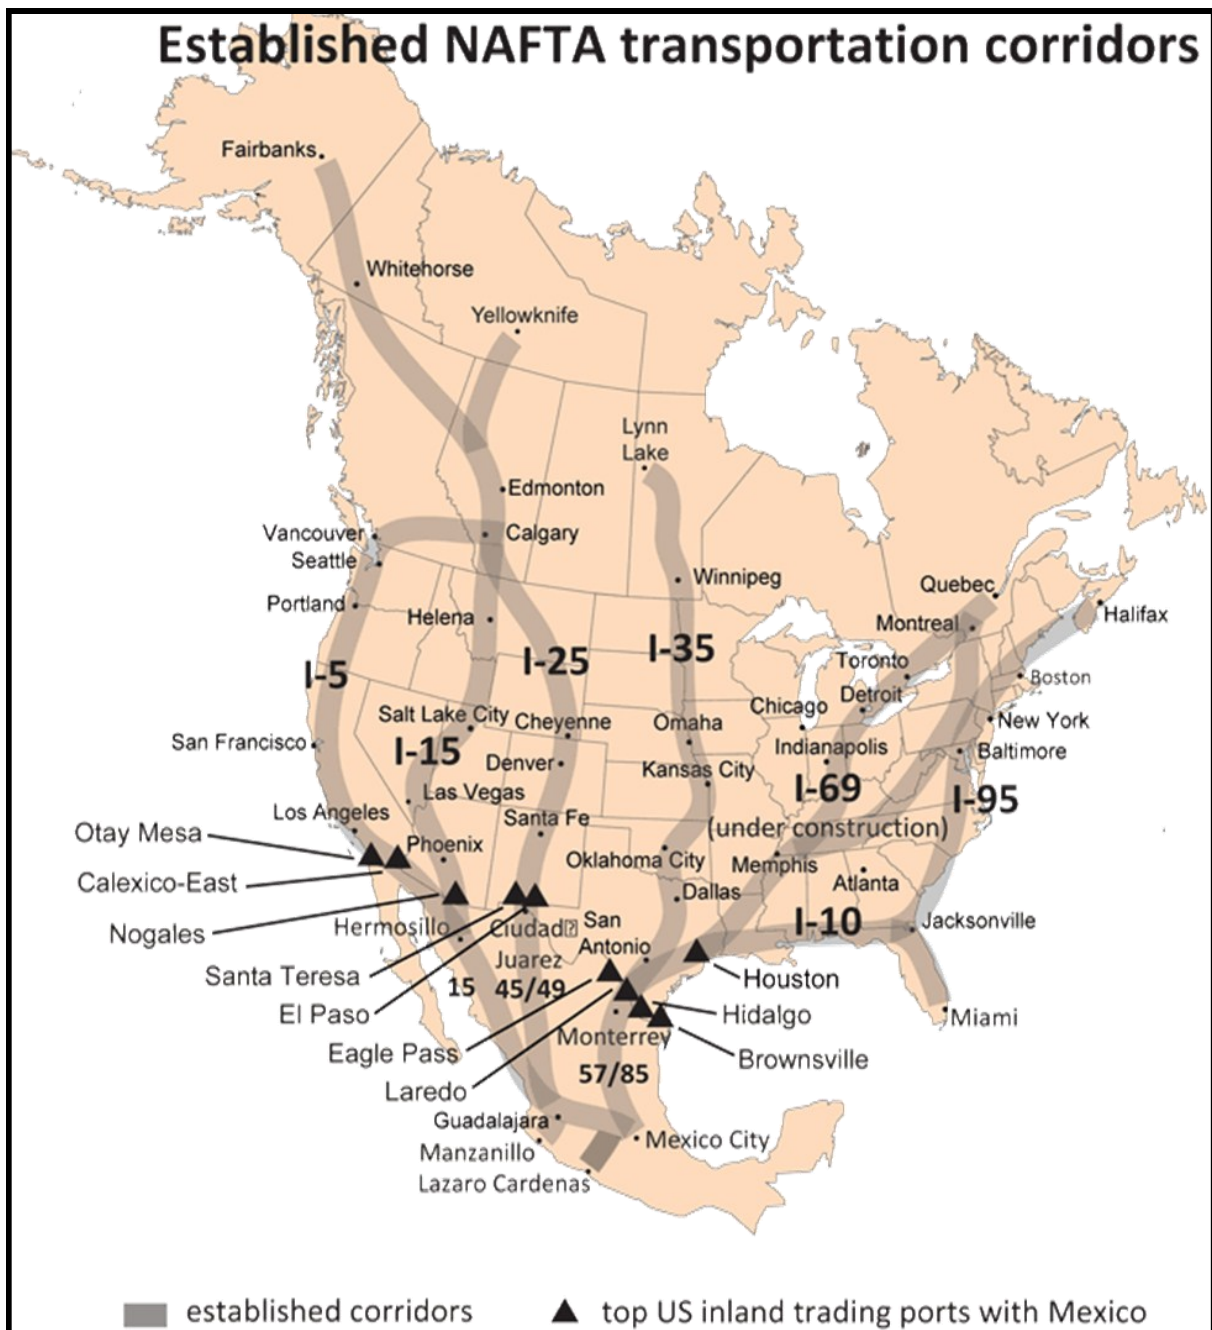 Established NAFTA transportation corridors
Fairbanks
Whitehorse
Yellowknife
Lynn
Lake
Edmonton
Vancouver
Calgary
Seattle
Winnipeg
Quebec
Portland
Helena
Halifax
Montreal
I-35
I-25
Toronto
I-5
Boston
Detroit
Chicago
Salt Lake City
Cheyenne
Omaha
New York
San Francisco
I-15
Indianapolis
Baltimore
Denver
Kansas City
I-69
Las Vegas
I-95
Los Angeles
Santa Fe
(under construction)
Otay Mesa
Phoenix
Oklahoma City
Memphis
Calexico-East
Atlanta
Dallas
Nogales
Hermosillo
Ciudad
Juarez
San
Antonio
I-10
Jacksonville
Santa Teresa
15
45/49
Houston
El Paso
Hidalgo
Miami
Eagle Pass
Monterrey
Brownsville
57/85
Laredo
Guadalajara
Mexico City
Manzanillo
Lazaro Cardenas
established corridors
top US inland trading ports with Mexico